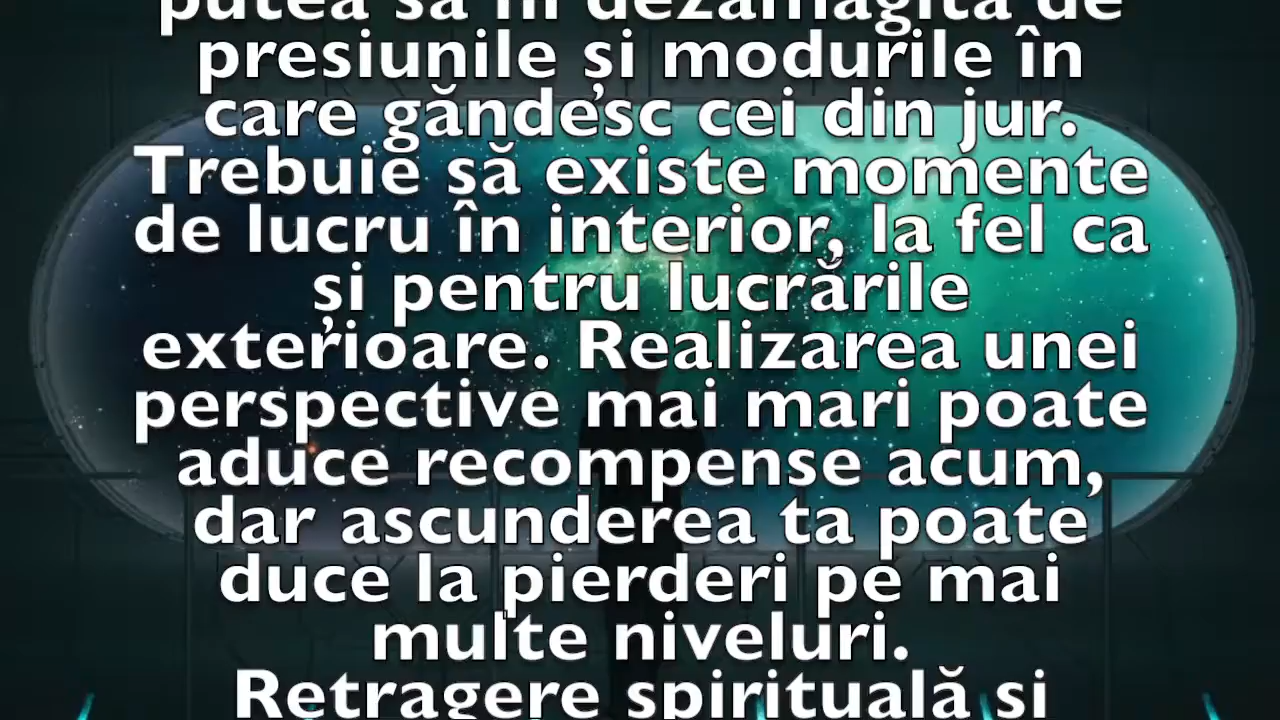 putea să fii dezamăgită de
presiunile și modurile în
care gândesc cei din jur.
Trebuie să existe momente
de lucru în interior, la fel ca
și pentru lucrările
exterioare. Realizarea unei
perspective mai mari poate
aduce recompense acum,
dar ascunderea ta poate
duce la pierderi pe mai
multe niveluri.
Retragere spirituală și